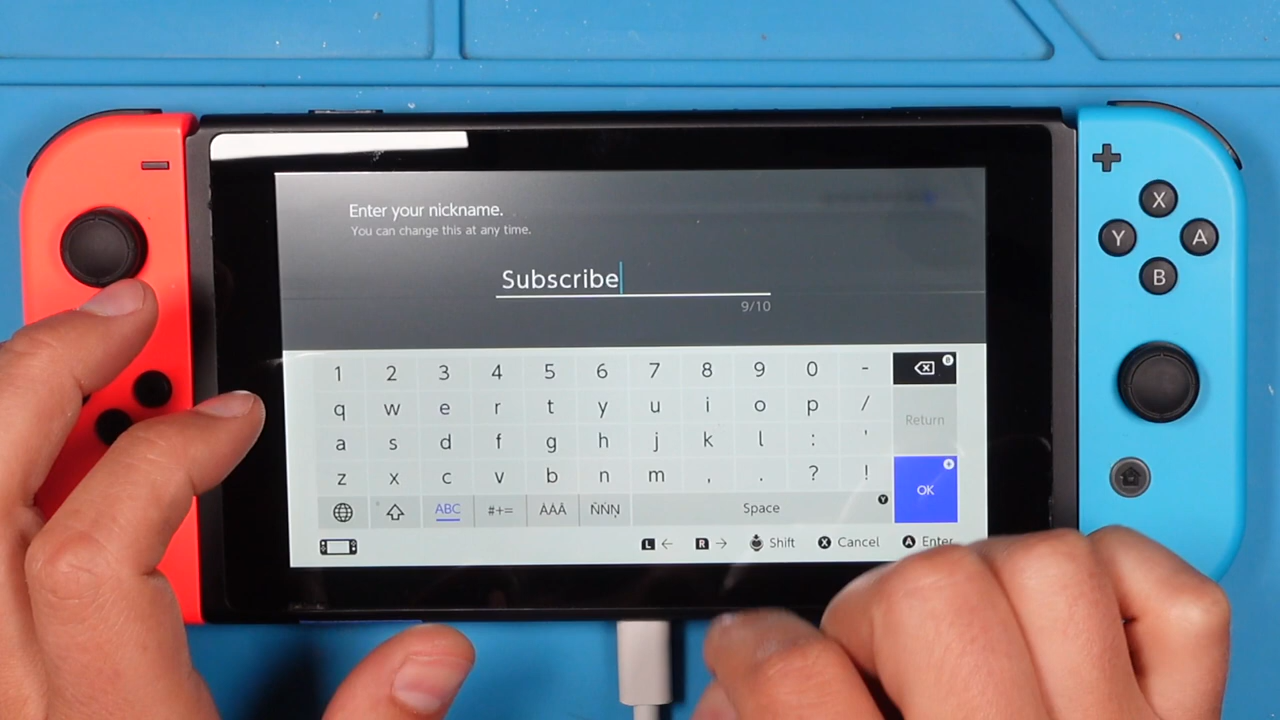 Enter your nickname.
You can change this at any time.
Subscribe
9/10
1 2 3 4 5 6 7 8 9 0 -
q w e r t y u i o p /
Return
a s d f g h j k l : '
z x c v b n m , . ? !
OK
ABC #+= ÀÁÂ ÑŃŅ Space Y
L ← R → Shift X Cancel A Enter
X
Y A
B